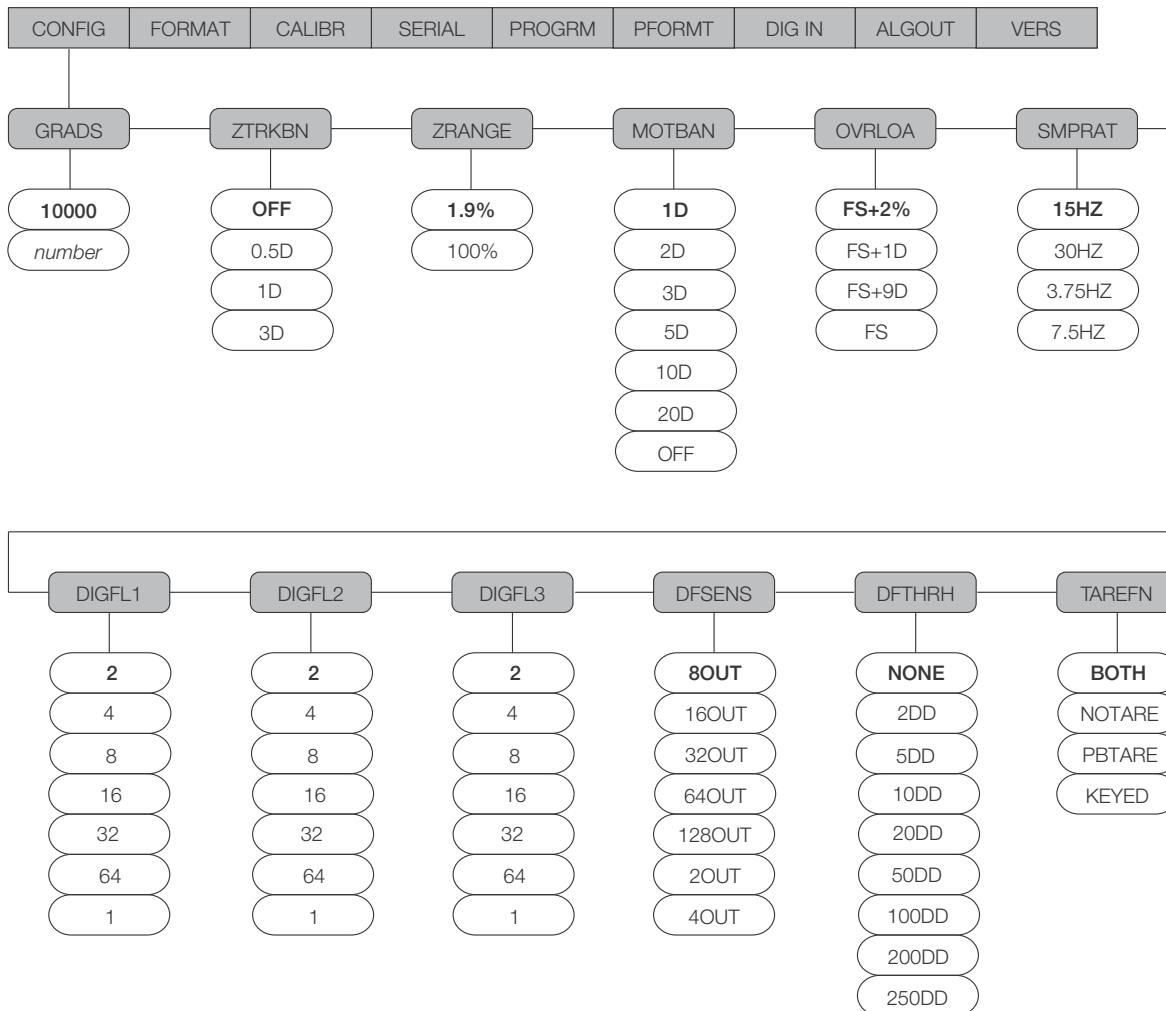 CONFIG FORMAT CALIBR SERIAL PROGRM PFORMT DIG IN ALGOUT VERS
GRADS ZTRKBN ZRANGE MOTBAN OVRLOA SMPRAT
10000 OFF 1.9% 1D FS+2% 15HZ
number 0.5D 100% 2D FS+1D 30HZ
1D 3D FS+9D 3.75HZ
3D 5D FS 7.5HZ
10D
20D
OFF
DIGFL1 DIGFL2 DIGFL3 DFSENS DFTHRH TAREFN
2 2 2 8OUT NONE BOTH
4 4 4 16OUT 2DD NOTARE
8 8 8 32OUT 5DD PBTARE
16 16 16 64OUT 10DD KEYED
32 32 32 128OUT 20DD
64 64 64 2OUT 50DD
1 1 1 4OUT 100DD
200DD
250DD